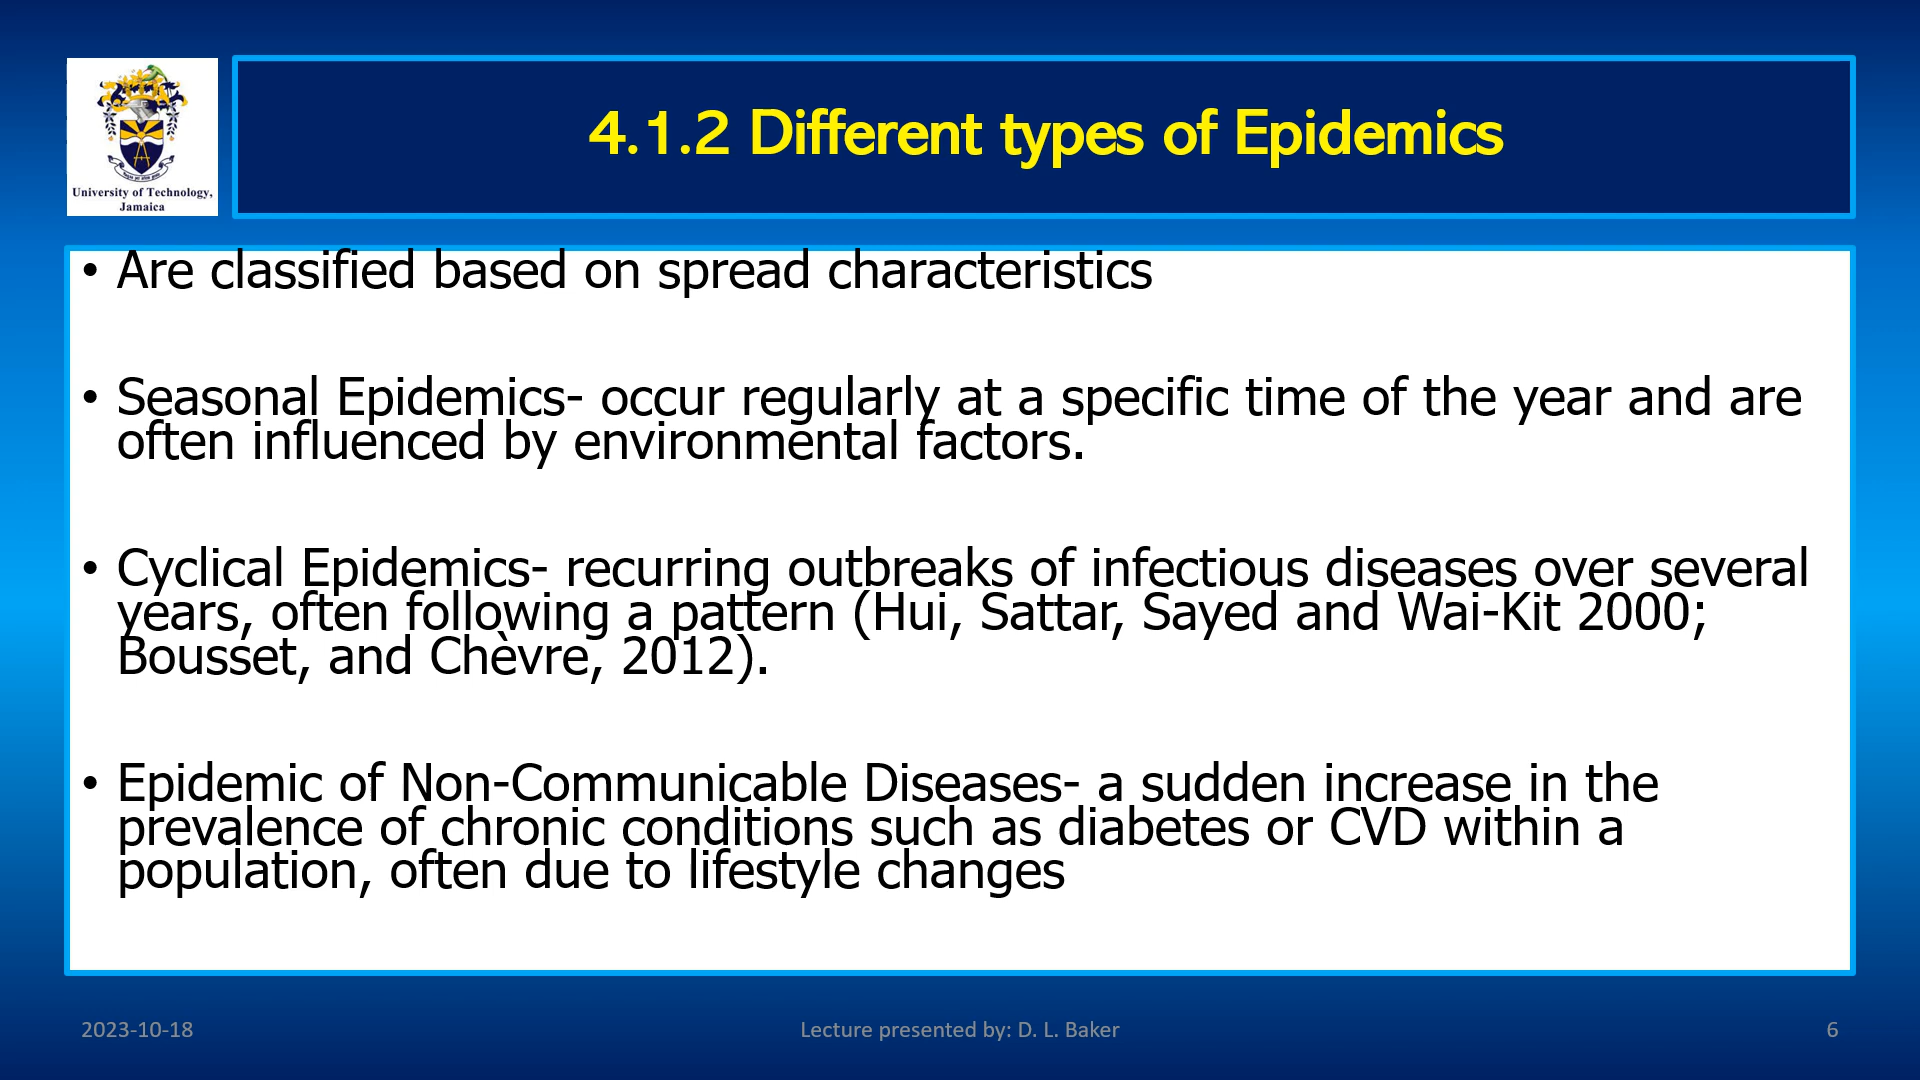 University of Technology,
Jamaica
4.1.2 Different types of Epidemics
• Are classified based on spread characteristics
• Seasonal Epidemics- occur regularly at a specific time of the year and are
often influenced by environmental factors.
• Cyclical Epidemics- recurring outbreaks of infectious diseases over several
years, often following a pattern (Hui, Sattar, Sayed and Wai-Kit 2000;
Bousset, and Chèvre, 2012).
• Epidemic of Non-Communicable Diseases- a sudden increase in the
prevalence of chronic conditions such as diabetes or CVD within a
population, often due to lifestyle changes
2023-10-18
Lecture presented by: D. L. Baker
6